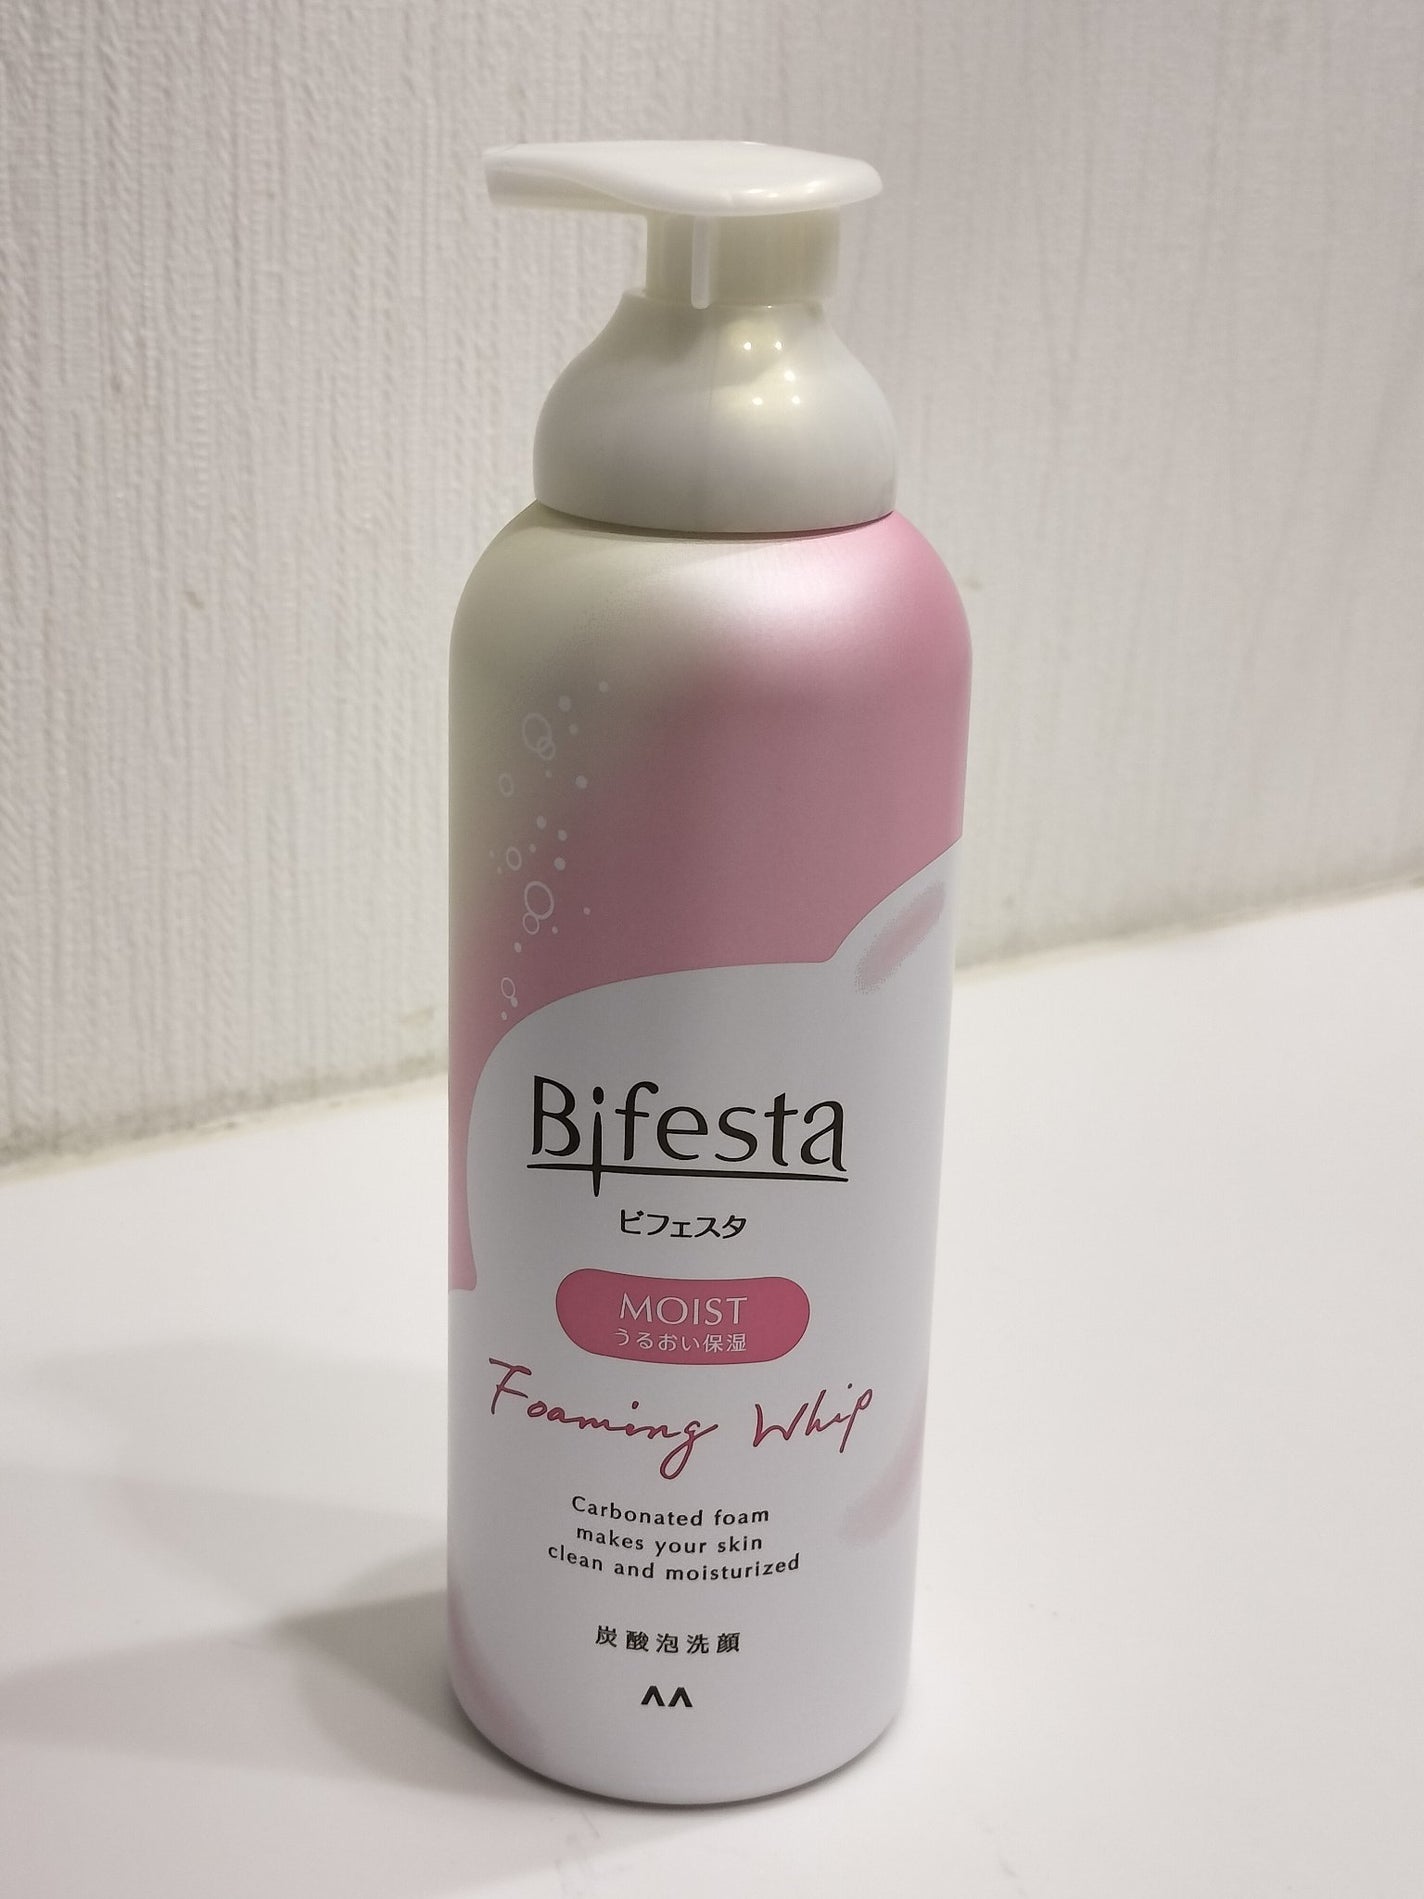 Bifesta
ビフェスタ
MOIST
うるおい保湿
Foaming Whip
Carbonated foam
makes your skin
clean and moisturized
炭酸泡洗顔